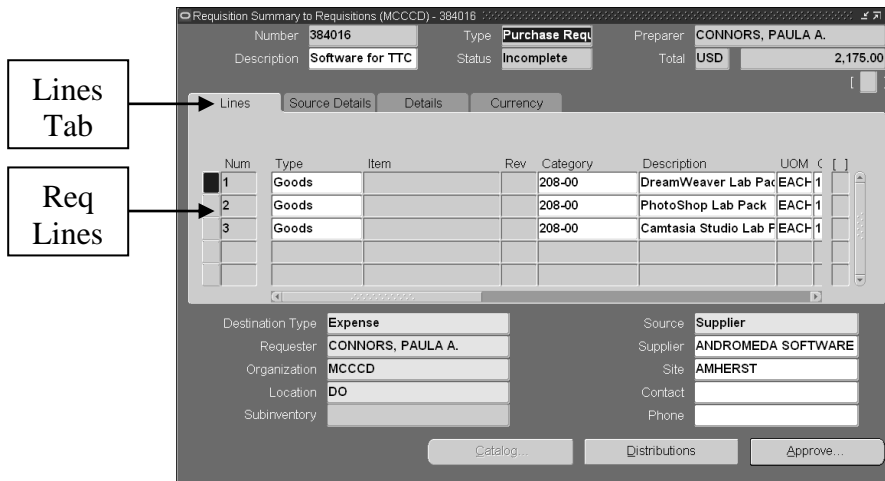 Requisition Summary to Requisitions (MCCCD) - 384016
Number 384016 Type Purchase Requ Preparer CONNORS, PAULA A.
Description Software for TTC Status Incomplete Total USD 2,175.00
[ ]
Lines Tab
Lines Source Details Details Currency
Num Type Item Rev Category Description UOM [ ]
Req Lines
1 Goods 208-00 DreamWeaver Lab Pac EACH 1
2 Goods 208-00 PhotoShop Lab Pack EACH 1
3 Goods 208-00 Camtasia Studio Lab P EACH 1
Destination Type Expense Source Supplier
Requester CONNORS, PAULA A. Supplier ANDROMEDA SOFTWARE
Organization MCCCD Site AMHERST
Location DO Contact
Subinventory Phone
Catalog... Distributions Approve...